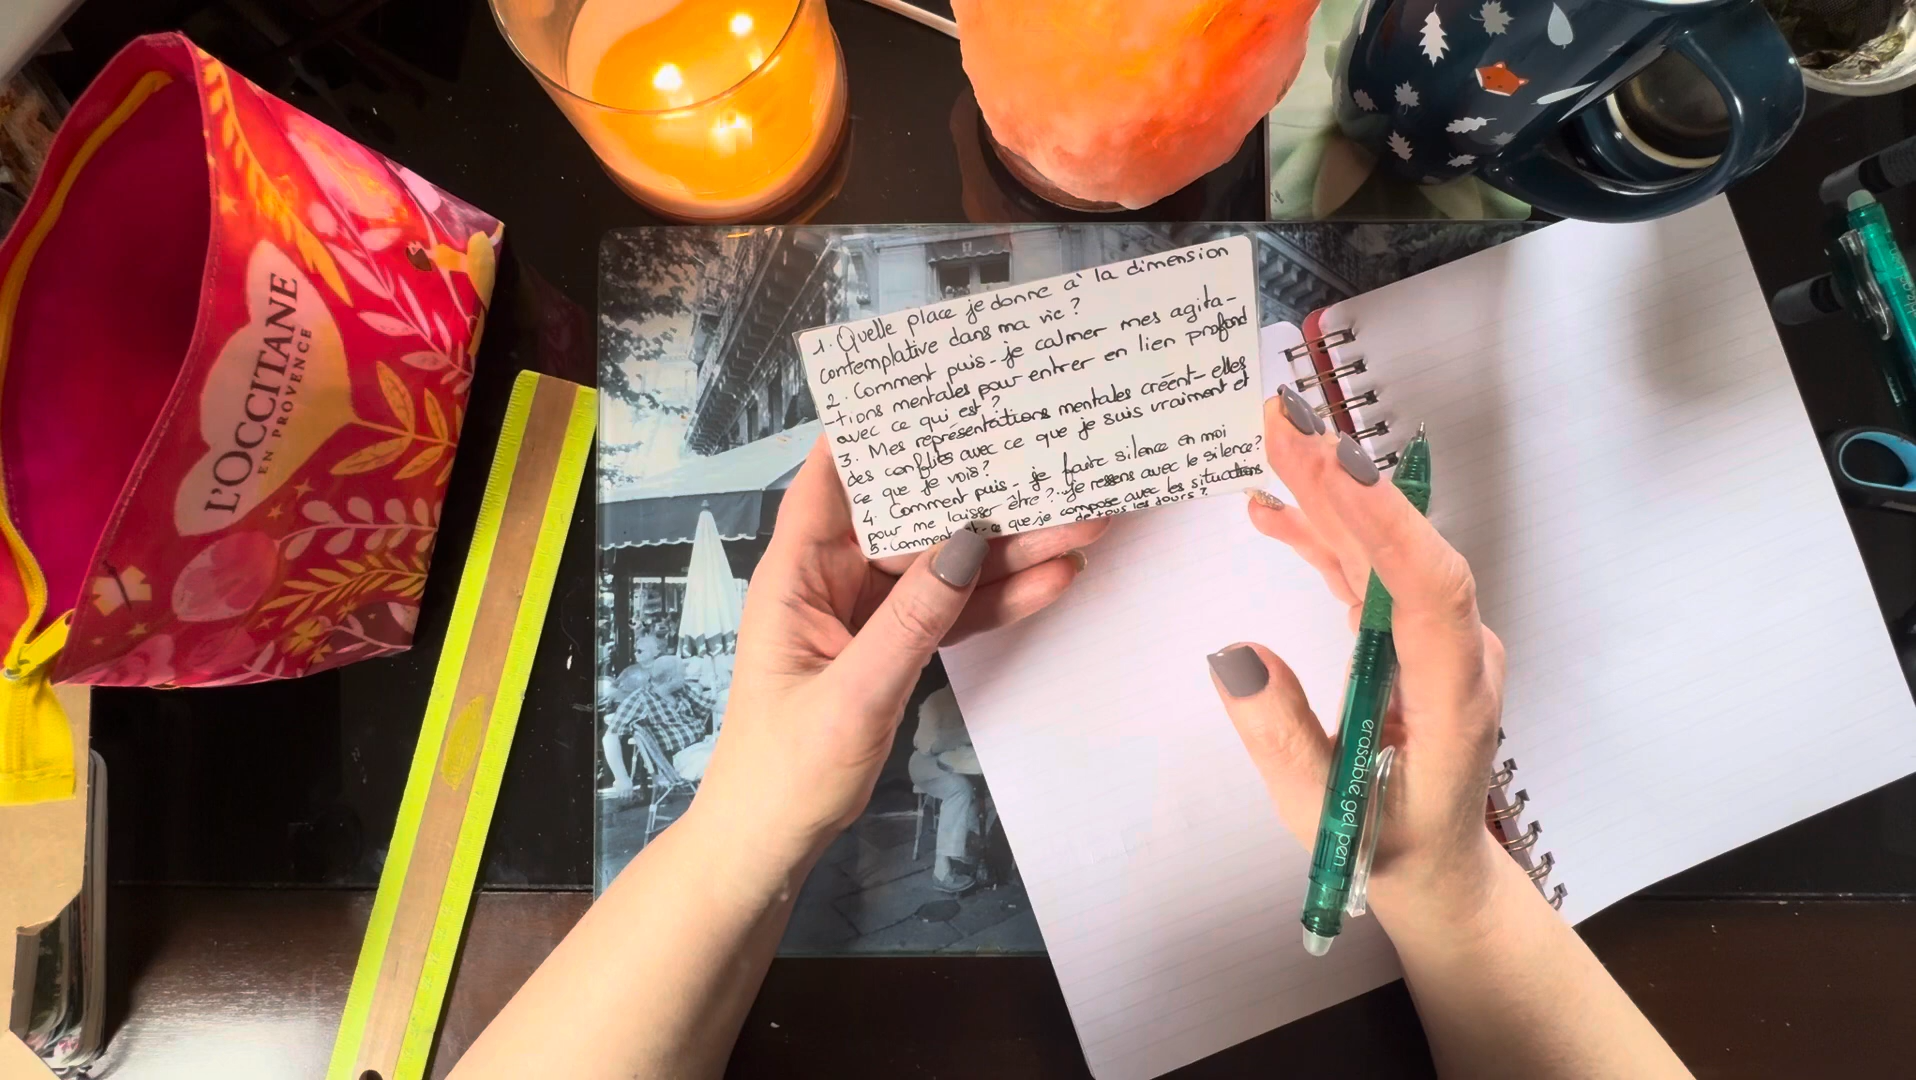 L'OCCITANE
EN PROVENCE
1. Quelle place je donne à la dimension
contemplative dans ma vie ?
2. Comment puis-je calmer mes agita-
-tions mentales pour entrer en lien profond
avec ce qui est ?
3. Mes représentations mentales créent-elles
des conflits avec ce que je suis vraiment et
ce que je vois ?
4. Comment puis-je faire silence en moi
pour me laisser être ? Je ressens avec le silence ?
5. Comment est-ce que je compose avec les situations
de tous les jours ?
erasable gel pen